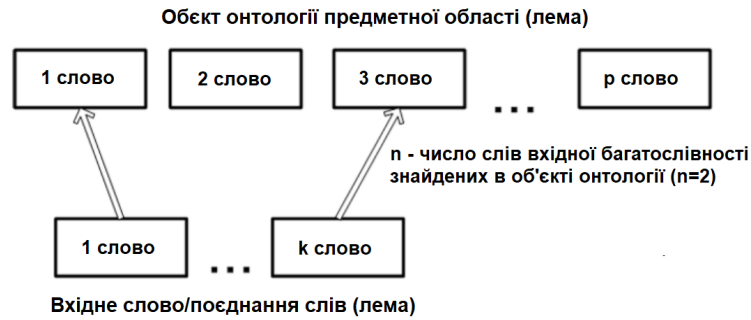 Обєкт онтології предметної області (лема)
1 слово 2 слово 3 слово ... р слово
n - число слів вхідної багатослівності
знайдених в об'єкті онтології (n=2)
1 слово ... k слово
Вхідне слово/поєднання слів (лема)